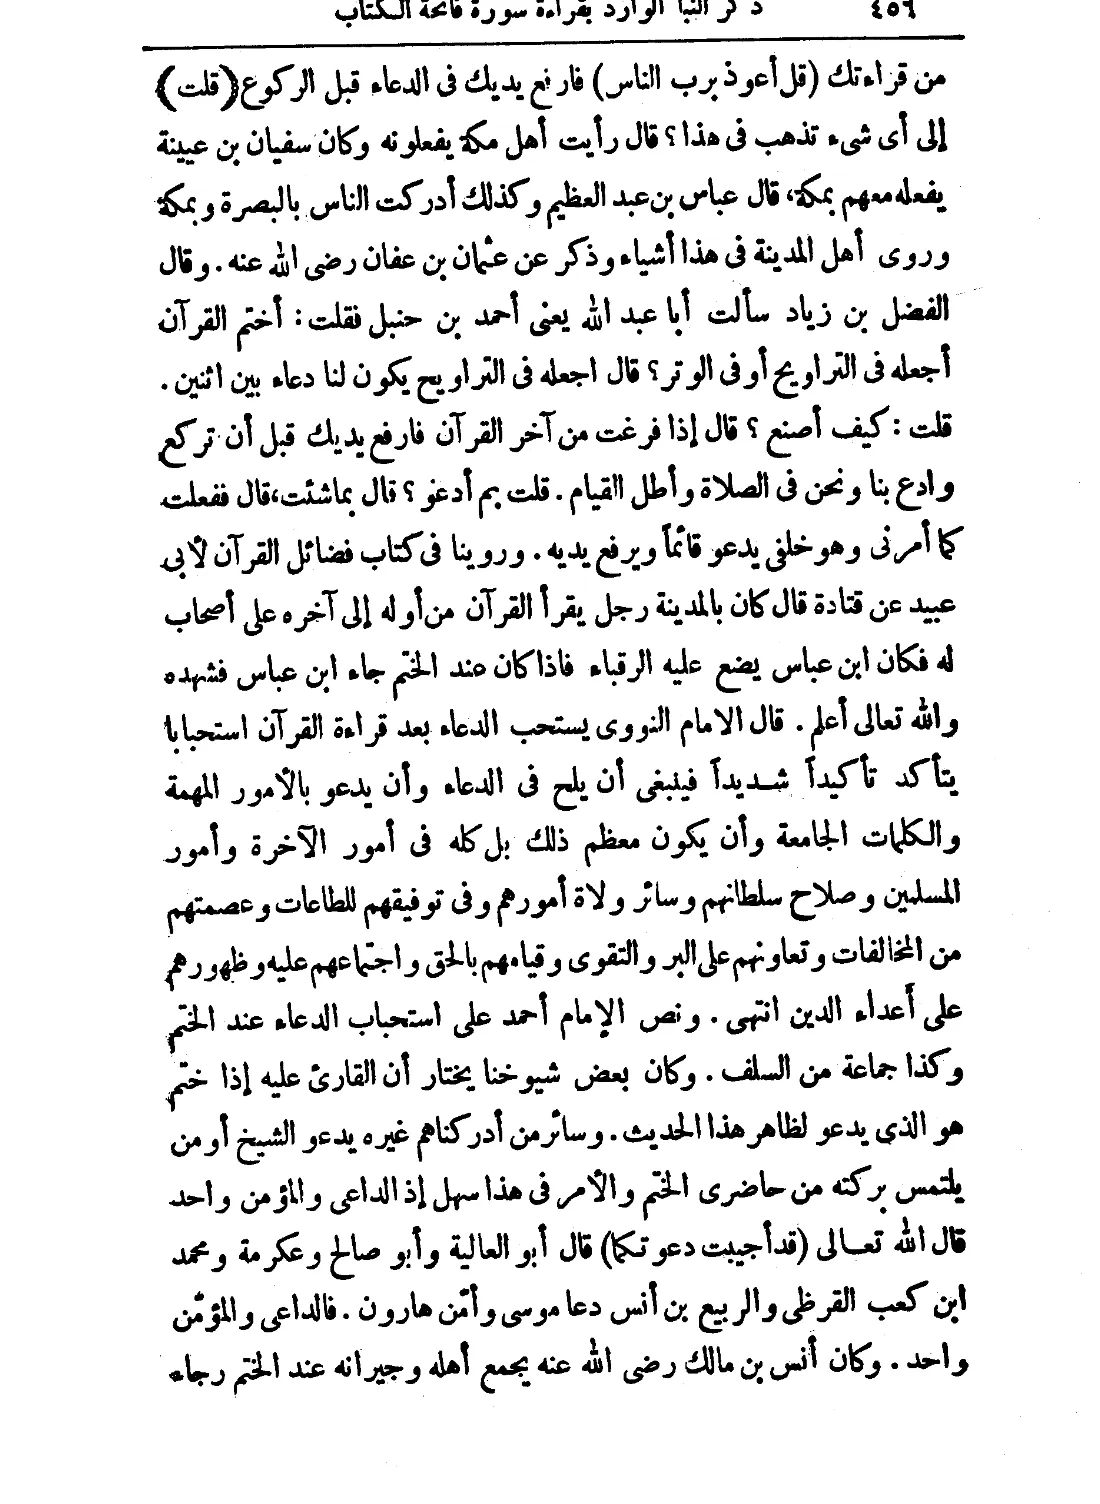 ٤٥٦ ذكر النبأ الوارد بقراءة سورة فاتحة الكتاب
من قراءتك (قل أعوذ برب الناس) فارفع يديك فى الدعاء قبل الركوع (قلت)
إلى أى شىء تذهب فى هذا؟ قال رأيت أهل مكة يفعلونه وكان سفيان بن عيينة
يفعله معهم بمكة، قال عباس بن عبد العظيم وكذلك أدركت الناس بالبصرة وبمكة
وروى أهل المدينة فى هذا أشياء وذكر عن عثمان بن عفان رضى الله عنه. وقال
الفضل بن زياد سألت أبا عبد الله يعنى أحمد بن حنبل فقلت: أختم القرآن
أجعله فى التراويح أو فى الوتر؟ قال اجعله فى التراويح يكون لنا دعاء بين اثنين.
قلت: كيف أصنع؟ قال إذا فرغت من آخر القرآن فارفع يديك قبل أن تركع
وادع بنا ونحن فى الصلاة وأطل القيام. قلت بم أدعو؟ قال بما شئت، قال ففعلت
كما أمرنى وهو خلفى يدعو قائماً ويرفع يديه. وروينا فى كتاب فضائل القرآن لأبى
عبيد عن قتادة قال كان بالمدينة رجل يقرأ القرآن من أوله إلى آخره على أصحاب
له فكان ابن عباس يضع عليه الرقباء فاذا كان عند الختم جاء ابن عباس فشهده
والله تعالى أعلم. قال الامام النووى يستحب الدعاء بعد قراءة القرآن استحبابا
يتأكد تأكيداً شديداً فينبغى أن يلح فى الدعاء وأن يدعو بالأمور المهمة
والكلمات الجامعة وأن يكون معظم ذلك بل كله فى أمور الآخرة وأمور
المسلمين وصلاح سلطانهم وسائر ولاة أمورهم وفى توفيقهم للطاعات وعصمتهم
من المخالفات وتعاونهم على البر والتقوى وقيامهم بالحق واجتماعهم عليه وظهورهم
على أعداء الدين انتهى. ونص الإمام أحمد على استحباب الدعاء عند الختم
وكذا جماعة من السلف. وكان بعض شيوخنا يختار أن القارئ عليه إذا ختم
هو الذى يدعو لظاهر هذا الحديث. وسائر من أدركناهم غيره يدعو الشيخ أو من
يلتمس بركته من حاضرى الختم والأمر فى هذا سهل إذ الداعى والمؤمن واحد
قال الله تعالى (قد أجيبت دعوتكما) قال أبو العالية وأبو صالح وعكرمة ومحمد
ابن كعب القرظى والربيع بن أنس دعا موسى وأمّن هارون. فالداعى والمؤمّن
واحد. وكان أنس بن مالك رضى الله عنه يجمع أهله وجيرانه عند الختم رجاء